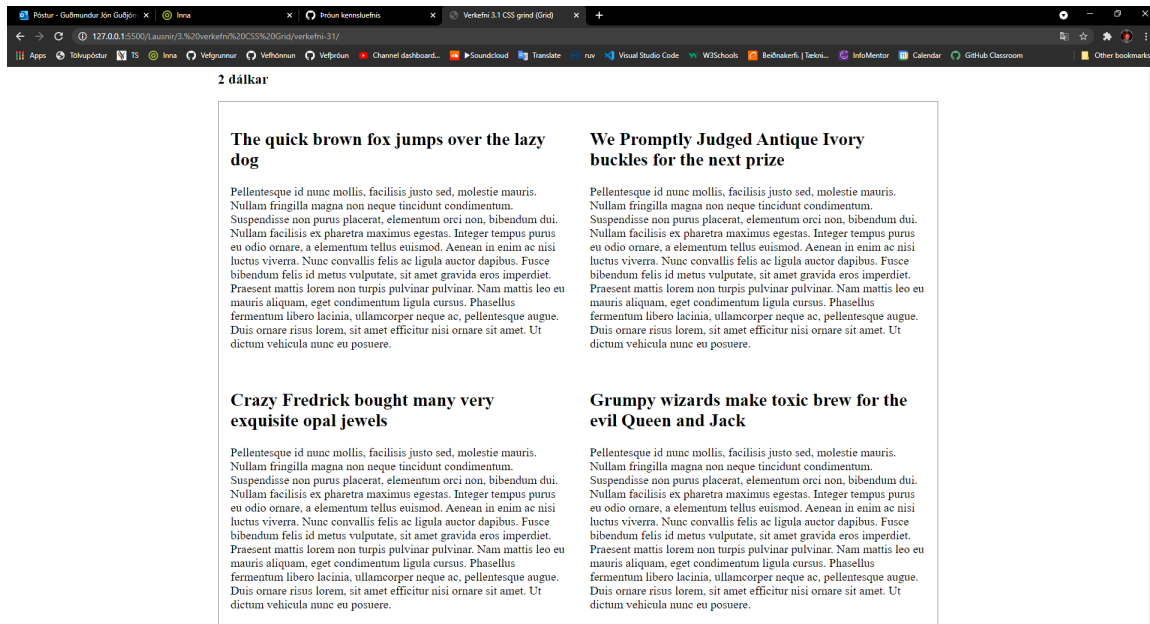 Póstur - Guðmundur Jón Guðjón
Inna
Þróun kennsluefnis
Verkefni 3.1 CSS grind (Grid)
127.0.0.1:5500/Lausnir/3.%20verkefni%20CSS%20Grid/verkefni-31/
Apps Tölvupóstur TS Inna Vefgrunnur Vefhönnun Vefþróun Channel dashboard... ▶Soundcloud Translate ruv Visual Studio Code W3Schools Beiðnakerfi. | Tækni... InfoMentor Calendar GitHub Classroom Other bookmarks
2 dálkar
The quick brown fox jumps over the lazy
dog
Pellentesque id nunc mollis, facilisis justo sed, molestie mauris.
Nullam fringilla magna non neque tincidunt condimentum.
Suspendisse non purus placerat, elementum orci non, bibendum dui.
Nullam facilisis ex pharetra maximus egestas. Integer tempus purus
eu odio ornare, a elementum tellus euismod. Aenean in enim ac nisi
luctus viverra. Nunc convallis felis ac ligula auctor dapibus. Fusce
bibendum felis id metus vulputate, sit amet gravida eros imperdiet.
Praesent mattis lorem non turpis pulvinar pulvinar. Nam mattis leo eu
mauris aliquam, eget condimentum ligula cursus. Phasellus
fermentum libero lacinia, ullamcorper neque ac, pellentesque augue.
Duis ornare risus lorem, sit amet efficitur nisi ornare sit amet. Ut
dictum vehicula nunc eu posuere.
We Promptly Judged Antique Ivory
buckles for the next prize
Pellentesque id nunc mollis, facilisis justo sed, molestie mauris.
Nullam fringilla magna non neque tincidunt condimentum.
Suspendisse non purus placerat, elementum orci non, bibendum dui.
Nullam facilisis ex pharetra maximus egestas. Integer tempus purus
eu odio ornare, a elementum tellus euismod. Aenean in enim ac nisi
luctus viverra. Nunc convallis felis ac ligula auctor dapibus. Fusce
bibendum felis id metus vulputate, sit amet gravida eros imperdiet.
Praesent mattis lorem non turpis pulvinar pulvinar. Nam mattis leo eu
mauris aliquam, eget condimentum ligula cursus. Phasellus
fermentum libero lacinia, ullamcorper neque ac, pellentesque augue.
Duis ornare risus lorem, sit amet efficitur nisi ornare sit amet. Ut
dictum vehicula nunc eu posuere.
Crazy Fredrick bought many very
exquisite opal jewels
Pellentesque id nunc mollis, facilisis justo sed, molestie mauris.
Nullam fringilla magna non neque tincidunt condimentum.
Suspendisse non purus placerat, elementum orci non, bibendum dui.
Nullam facilisis ex pharetra maximus egestas. Integer tempus purus
eu odio ornare, a elementum tellus euismod. Aenean in enim ac nisi
luctus viverra. Nunc convallis felis ac ligula auctor dapibus. Fusce
bibendum felis id metus vulputate, sit amet gravida eros imperdiet.
Praesent mattis lorem non turpis pulvinar pulvinar. Nam mattis leo eu
mauris aliquam, eget condimentum ligula cursus. Phasellus
fermentum libero lacinia, ullamcorper neque ac, pellentesque augue.
Duis ornare risus lorem, sit amet efficitur nisi ornare sit amet. Ut
dictum vehicula nunc eu posuere.
Grumpy wizards make toxic brew for the
evil Queen and Jack
Pellentesque id nunc mollis, facilisis justo sed, molestie mauris.
Nullam fringilla magna non neque tincidunt condimentum.
Suspendisse non purus placerat, elementum orci non, bibendum dui.
Nullam facilisis ex pharetra maximus egestas. Integer tempus purus
eu odio ornare, a elementum tellus euismod. Aenean in enim ac nisi
luctus viverra. Nunc convallis felis ac ligula auctor dapibus. Fusce
bibendum felis id metus vulputate, sit amet gravida eros imperdiet.
Praesent mattis lorem non turpis pulvinar pulvinar. Nam mattis leo eu
mauris aliquam, eget condimentum ligula cursus. Phasellus
fermentum libero lacinia, ullamcorper neque ac, pellentesque augue.
Duis ornare risus lorem, sit amet efficitur nisi ornare sit amet. Ut
dictum vehicula nunc eu posuere.